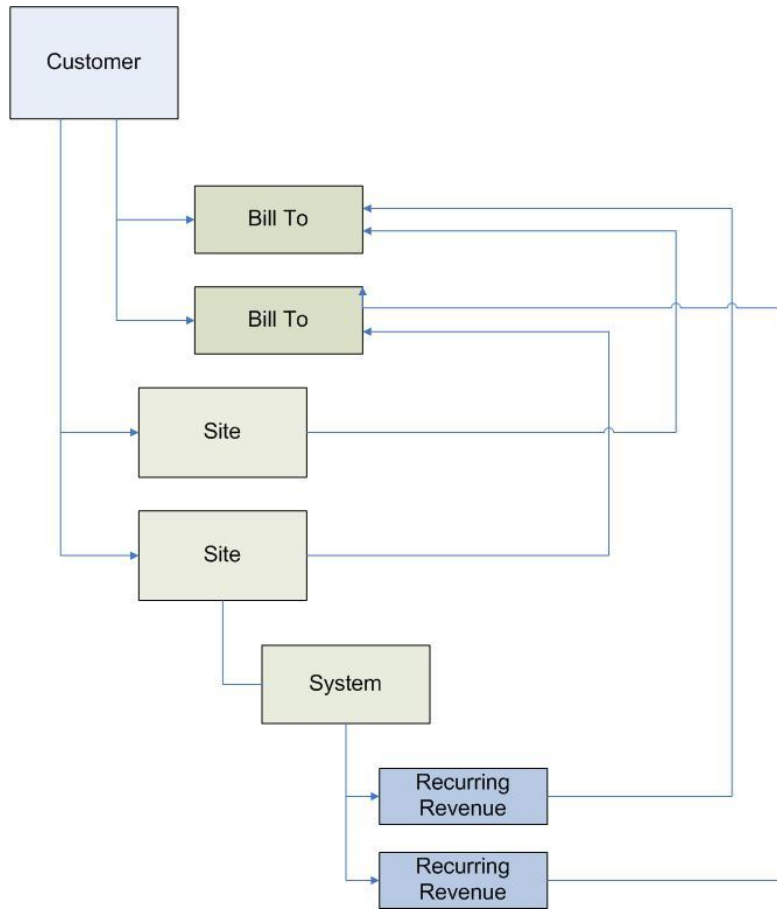 Customer
Bill To
Bill To
Site
Site
System
Recurring
Revenue
Recurring
Revenue